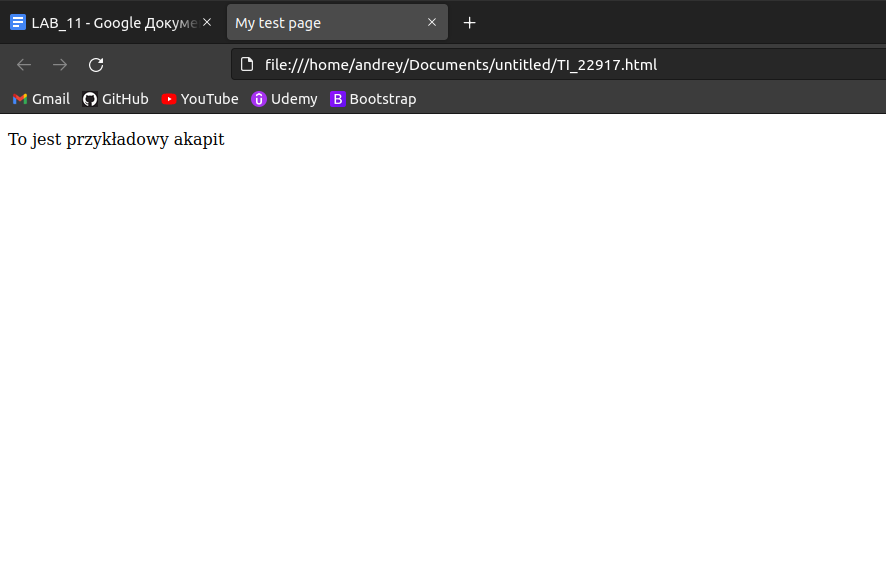 LAB_11 - Google Докуме
My test page
file:///home/andrey/Documents/untitled/TI_22917.html
Gmail GitHub YouTube Udemy Bootstrap
To jest przykładowy akapit